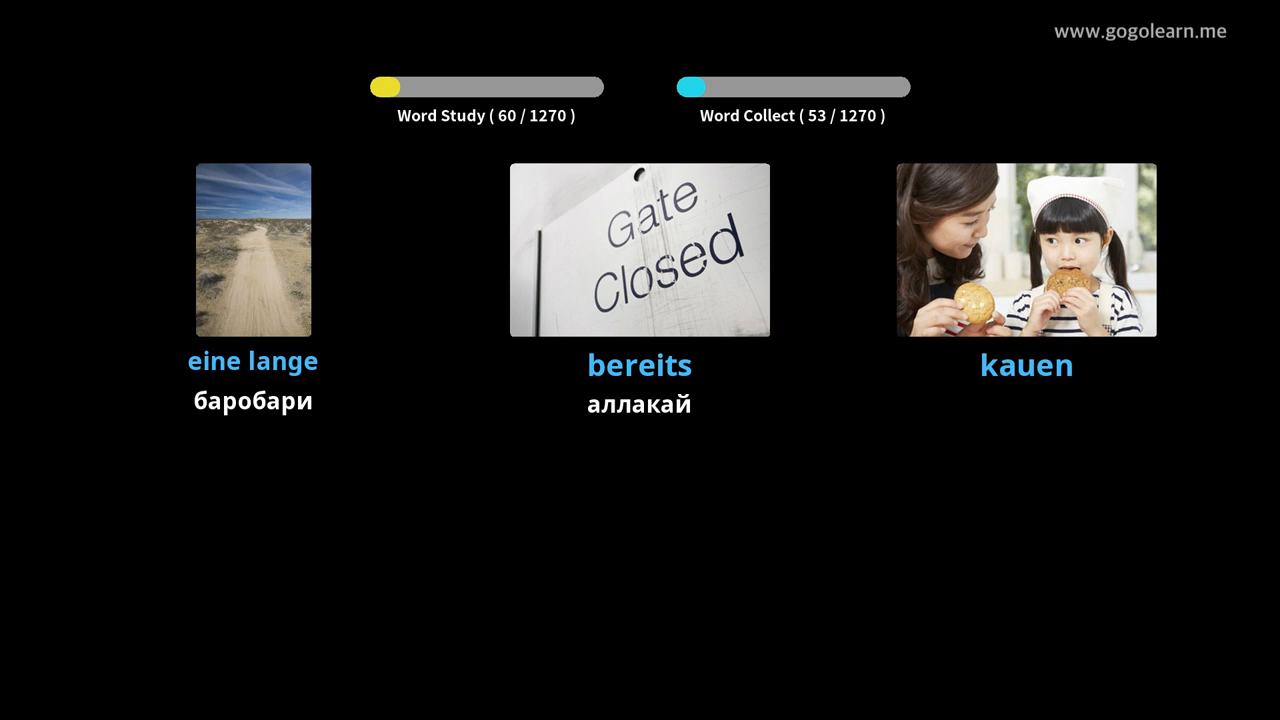 www.gogolearn.me
Word Study ( 60 / 1270 )
Word Collect ( 53 / 1270 )
Gate
Closed
eine lange
bereits
kauen
баробари
аллакай